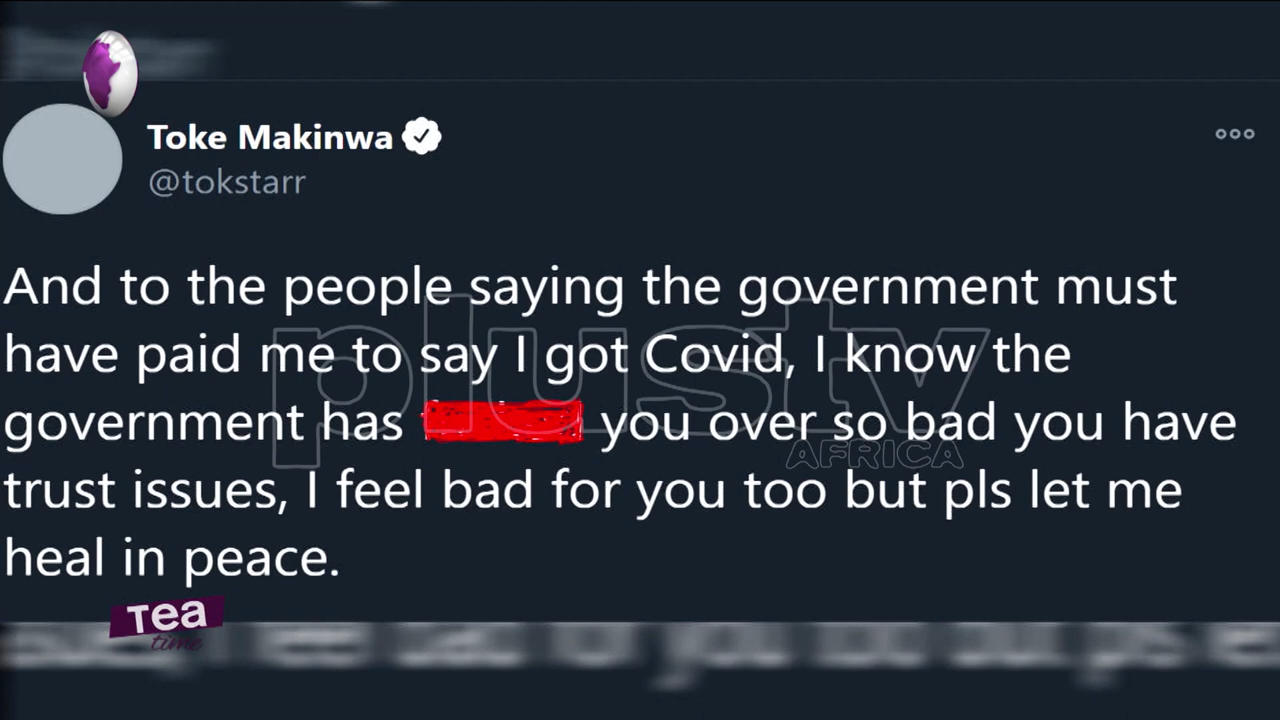 Toke Makinwa
@tokstarr
And to the people saying the government must
have paid me to say I got Covid, I know the
government has you over so bad you have
trust issues, I feel bad for you too but pls let me
heal in peace.
plustv
AFRICA
Tea
time